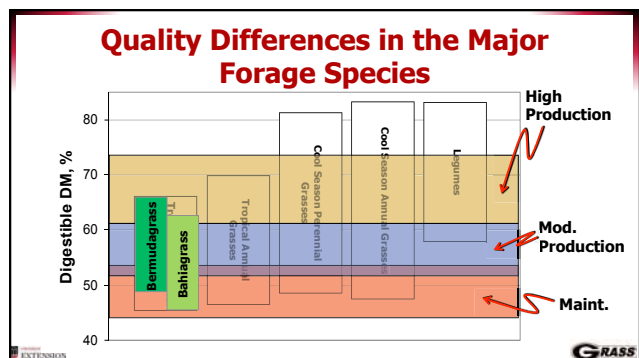 Quality Differences in the Major
Forage Species
Digestible DM, %
80
70
60
50
40
Bermudagrass
Bahiagrass
Tropical Annual
Grasses
Cool Season Perennial
Grasses
Cool Season Annual Grasses
Legumes
High
Production
Mod.
Production
Maint.
EXTENSION
GRASS